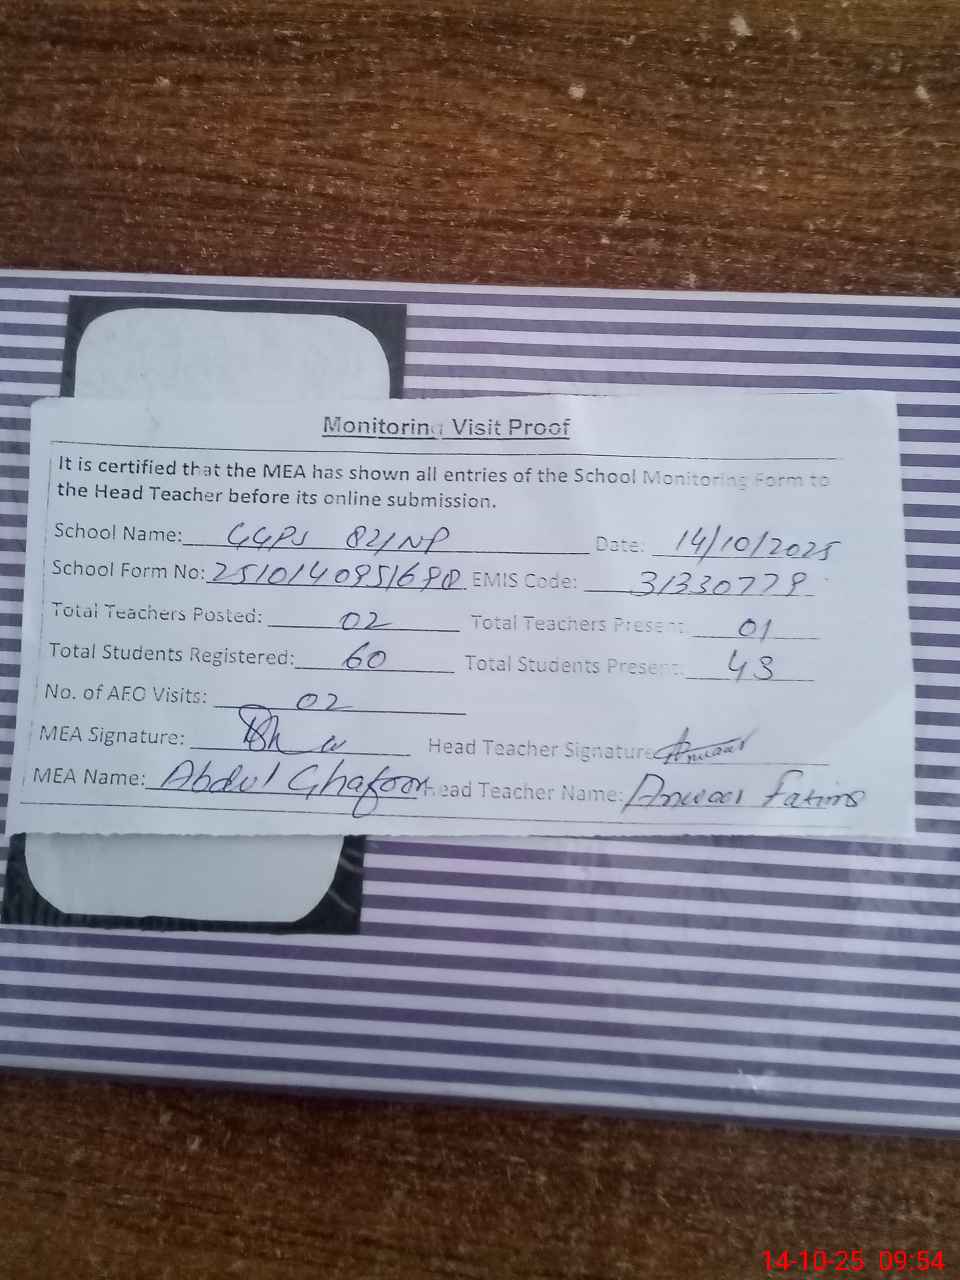 Monitoring Visit Proof
It is certified that the MEA has shown all entries of the School Monitoring Form to
the Head Teacher before its online submission.
School Name: GGPS 82/NP Date: 14/10/2025
School Form No: EMIS Code: 31330779
Total Teachers Posted: 02 Total Teachers Present: 01
Total Students Registered: 60 Total Students Present: 43
No. of AEO Visits: 02
MEA Signature: Head Teacher Signature: Anwaar
MEA Name: Abdul Ghafoor Head Teacher Name: Anwaar Fatima
14-10-25 09:54